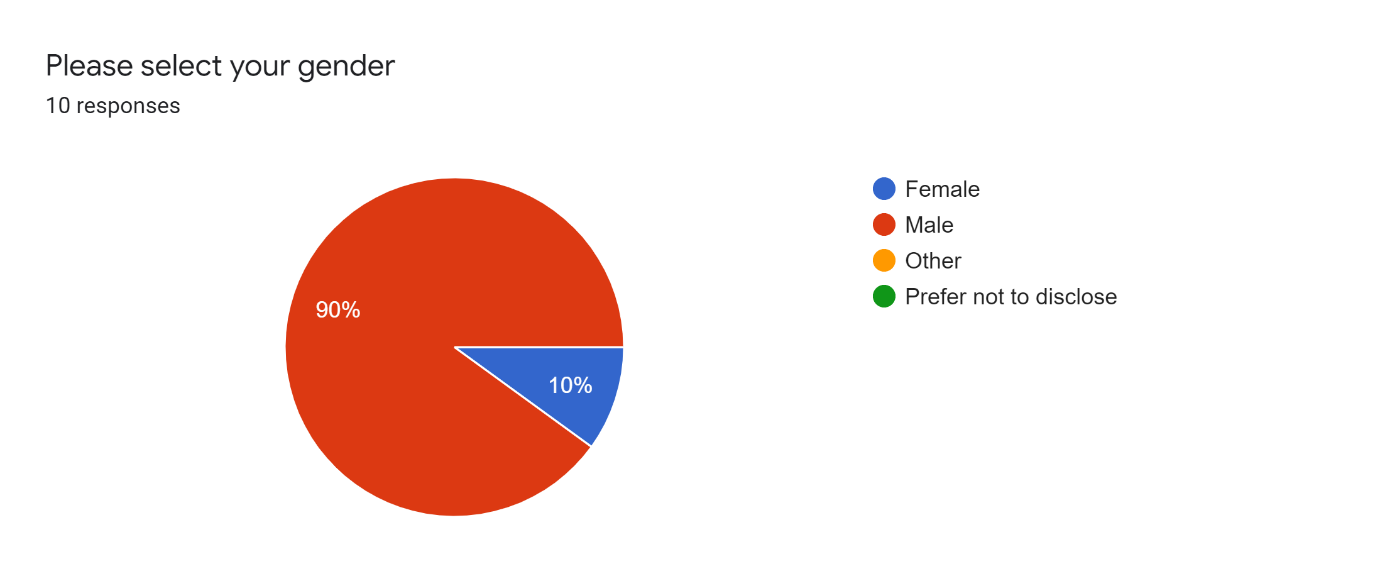 Please select your gender
10 responses
90%
10%
Female
Male
Other
Prefer not to disclose